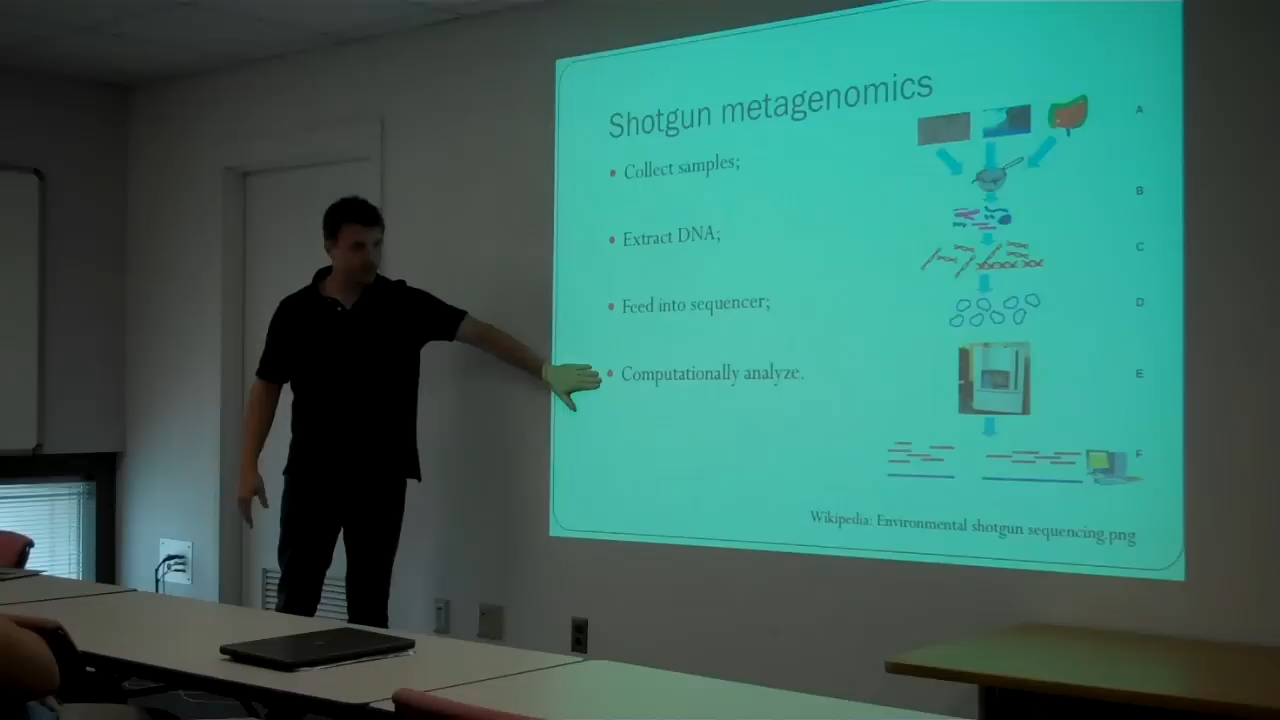 Shotgun metagenomics
• Collect samples;
• Extract DNA;
• Feed into sequencer;
• Computationally analyze.
A
B
C
D
E
F
Wikipedia: Environmental shotgun sequencing.png